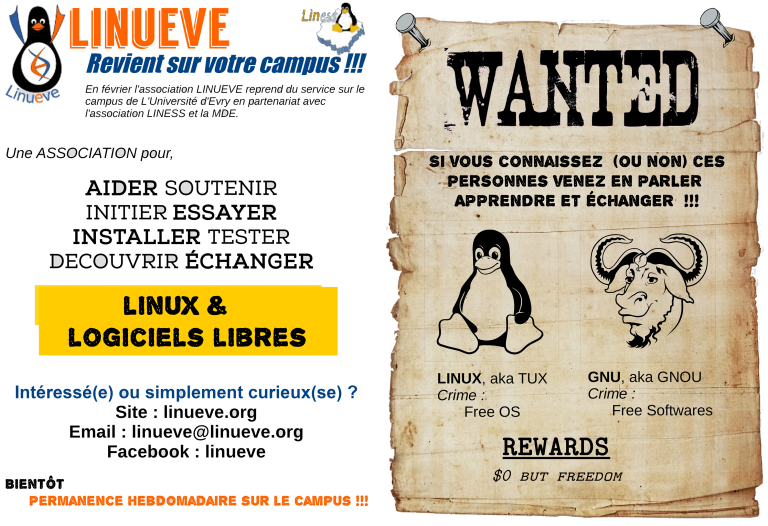 LINUEVE
Liness
Revient sur votre campus !!!
Linueve
En février l'association LINUEVE reprend du service sur le
campus de L'Université d'Evry en partenariat avec
l'association LINESS et la MDE.
Une ASSOCIATION pour,
AIDER SOUTENIR
INITIER ESSAYER
INSTALLER TESTER
DECOUVRIR ÉCHANGER
LINUX &
LOGICIELS LIBRES
Intéressé(e) ou simplement curieux(se) ?
Site : linueve.org
Email : linueve@linueve.org
Facebook : linueve
BIENTÔT
PERMANENCE HEBDOMADAIRE SUR LE CAMPUS !!!
WANTED
SI VOUS CONNAISSEZ (OU NON) CES
PERSONNES VENEZ EN PARLER
APPRENDRE ET ÉCHANGER !!!
LINUX, aka TUX
Crime :
Free OS
GNU, aka GNOU
Crime :
Free Softwares
REWARDS
$0 BUT FREEDOM